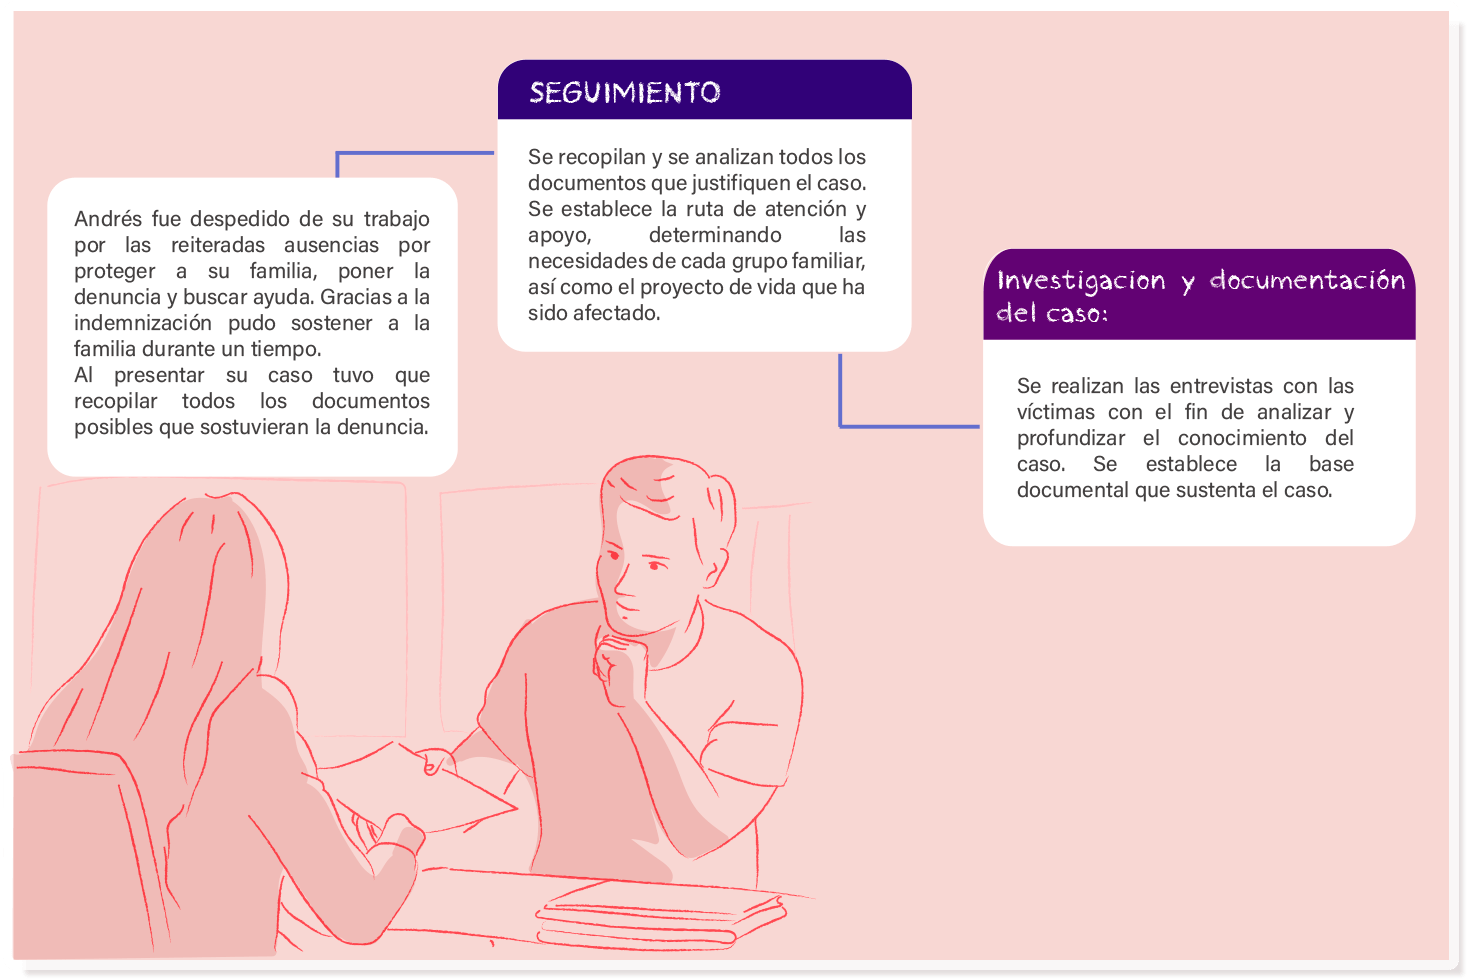 SEGUIMIENTO
Se recopilan y se analizan todos los
documentos que justifiquen el caso.
Se establece la ruta de atención y
apoyo, determinando las
necesidades de cada grupo familiar,
así como el proyecto de vida que ha
sido afectado.
Andrés fue despedido de su trabajo
por las reiteradas ausencias por
proteger a su familia, poner la
denuncia y buscar ayuda. Gracias a la
indemnización pudo sostener a la
familia durante un tiempo.
Al presentar su caso tuvo que
recopilar todos los documentos
posibles que sostuvieran la denuncia.
Investigacion y documentación
del caso:
Se realizan las entrevistas con las
víctimas con el fin de analizar y
profundizar el conocimiento del
caso. Se establece la base
documental que sustenta el caso.